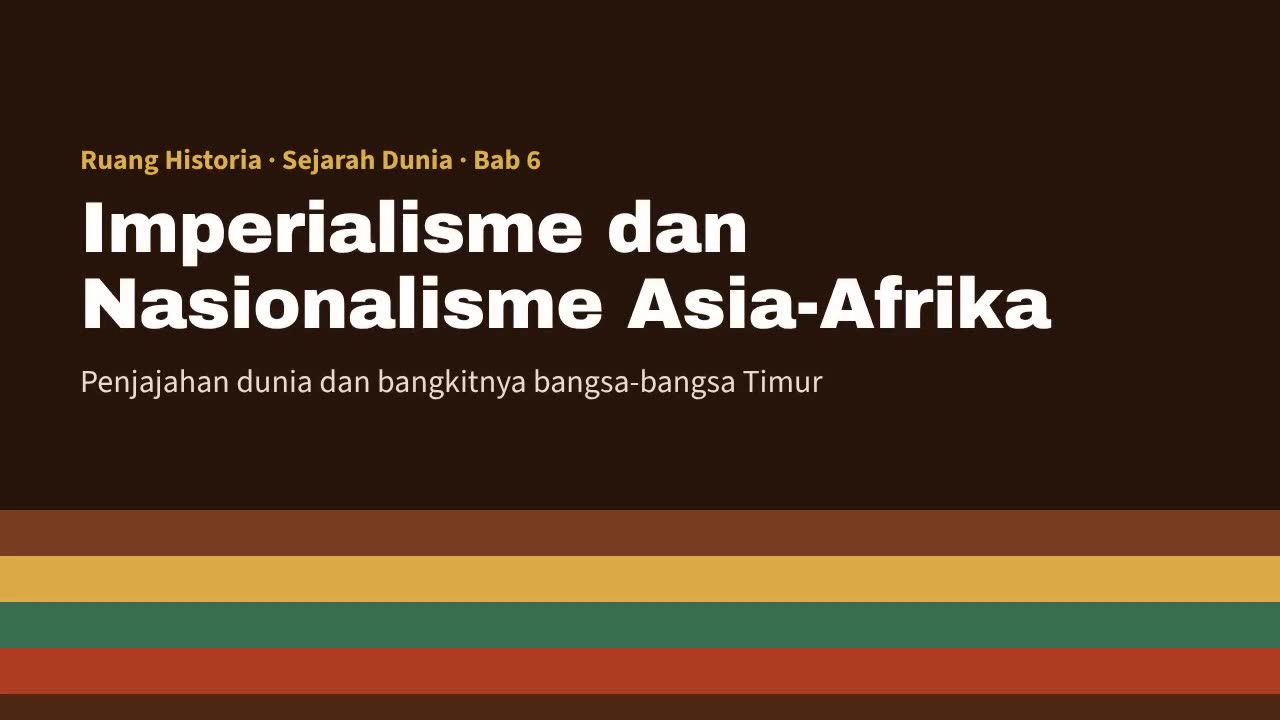 Ruang Historia · Sejarah Dunia · Bab 6
Imperialisme dan
Nasionalisme Asia-Afrika
Penjajahan dunia dan bangkitnya bangsa-bangsa Timur